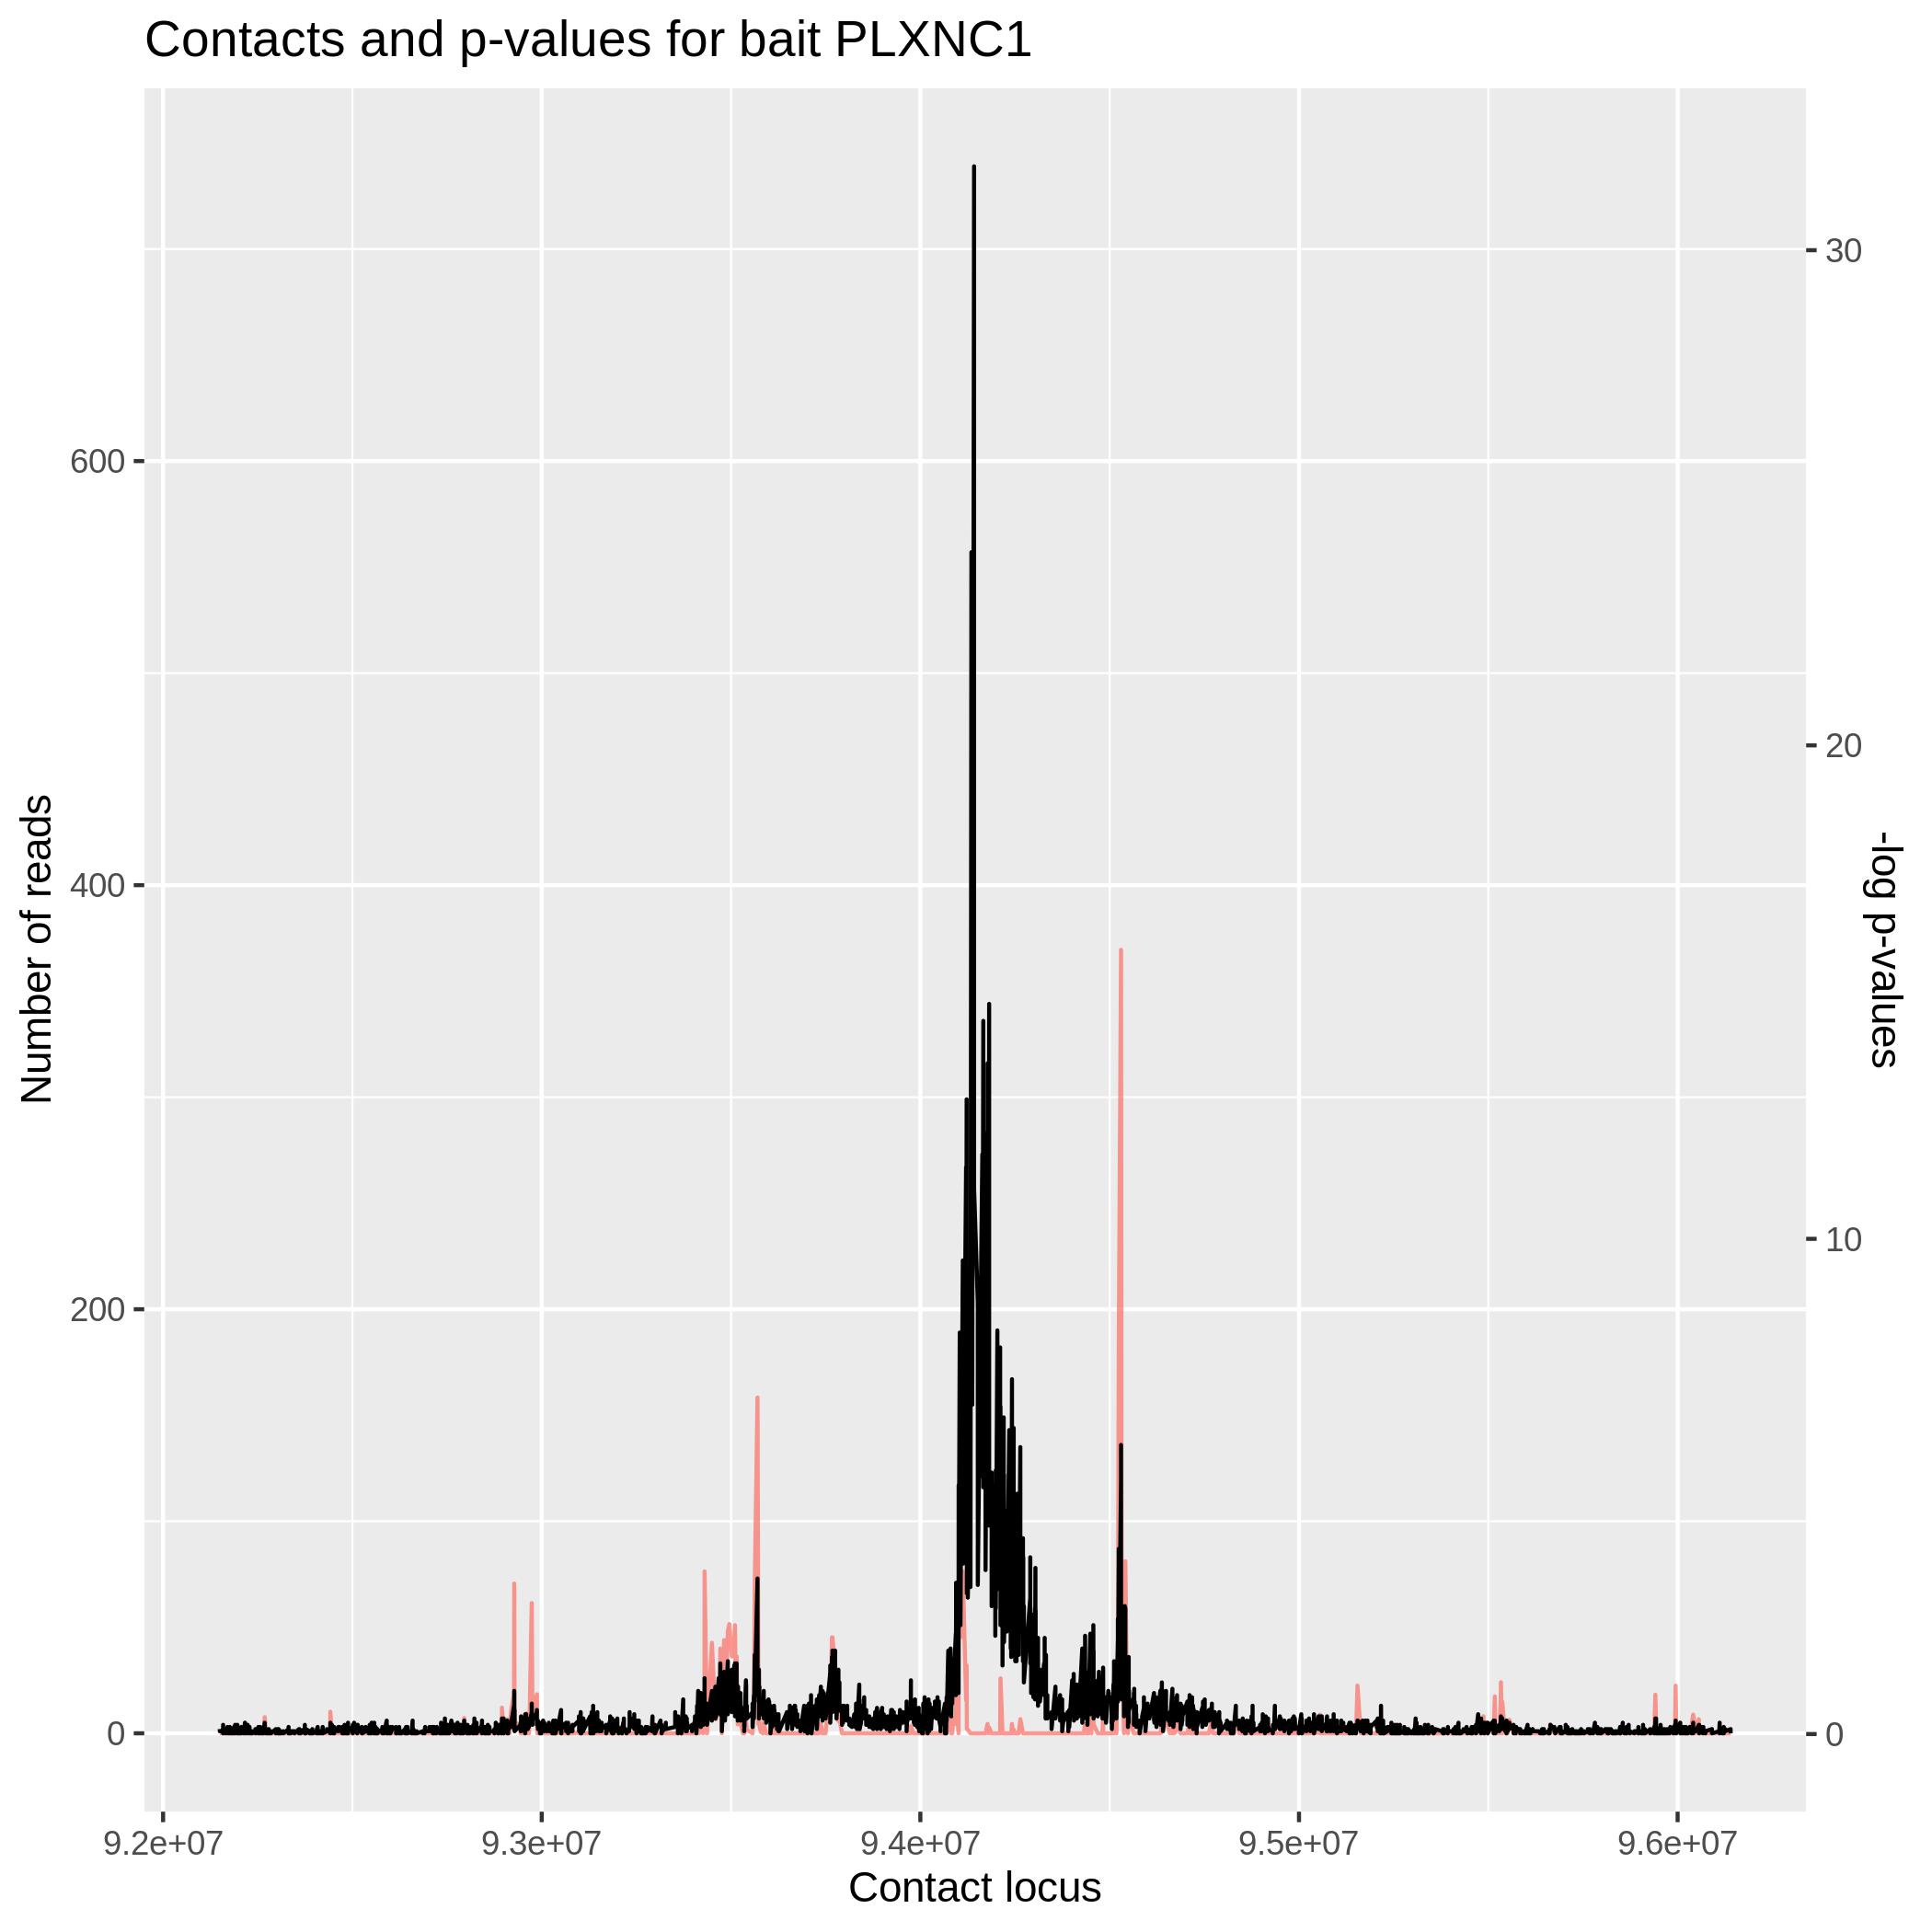 Contacts and p-values for bait PLXNC1
Number of reads
600
400
200
0
30
20
10
0
-log p-values
9.2e+07
9.3e+07
9.4e+07
9.5e+07
9.6e+07
Contact locus